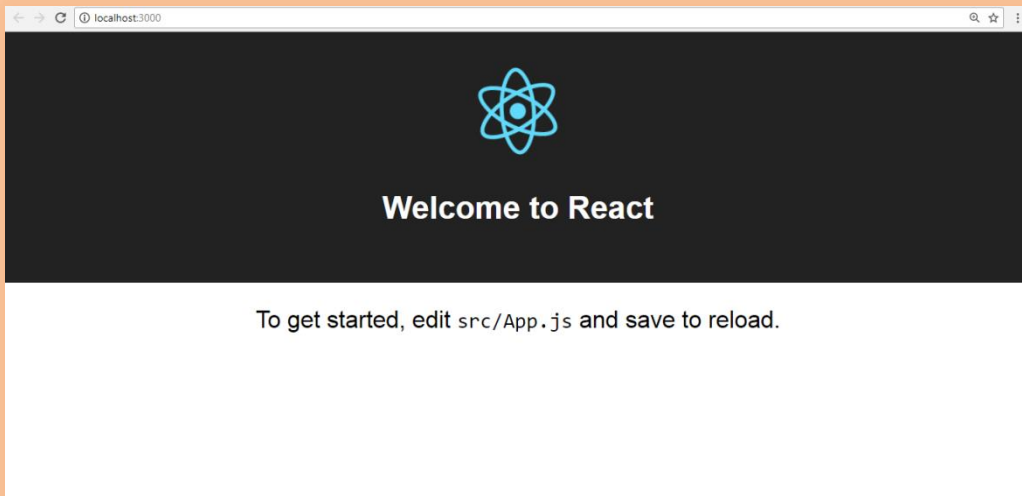 localhost:3000
Welcome to React
To get started, edit src/App.js and save to reload.